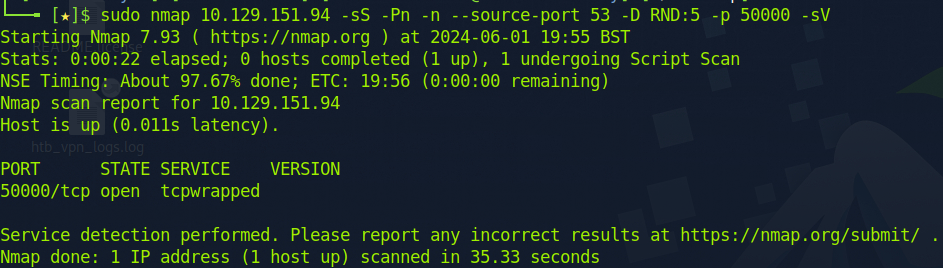 [★]$ sudo nmap 10.129.151.94 -sS -Pn -n --source-port 53 -D RND:5 -p 50000 -sV
Starting Nmap 7.93 ( https://nmap.org ) at 2024-06-01 19:55 BST
Stats: 0:00:22 elapsed; 0 hosts completed (1 up), 1 undergoing Script Scan
NSE Timing: About 97.67% done; ETC: 19:56 (0:00:00 remaining)
Nmap scan report for 10.129.151.94
Host is up (0.011s latency).
htb_vpn_logs.log
PORT      STATE SERVICE    VERSION
50000/tcp open  tcpwrapped
Service detection performed. Please report any incorrect results at https://nmap.org/submit/ .
Nmap done: 1 IP address (1 host up) scanned in 35.33 seconds